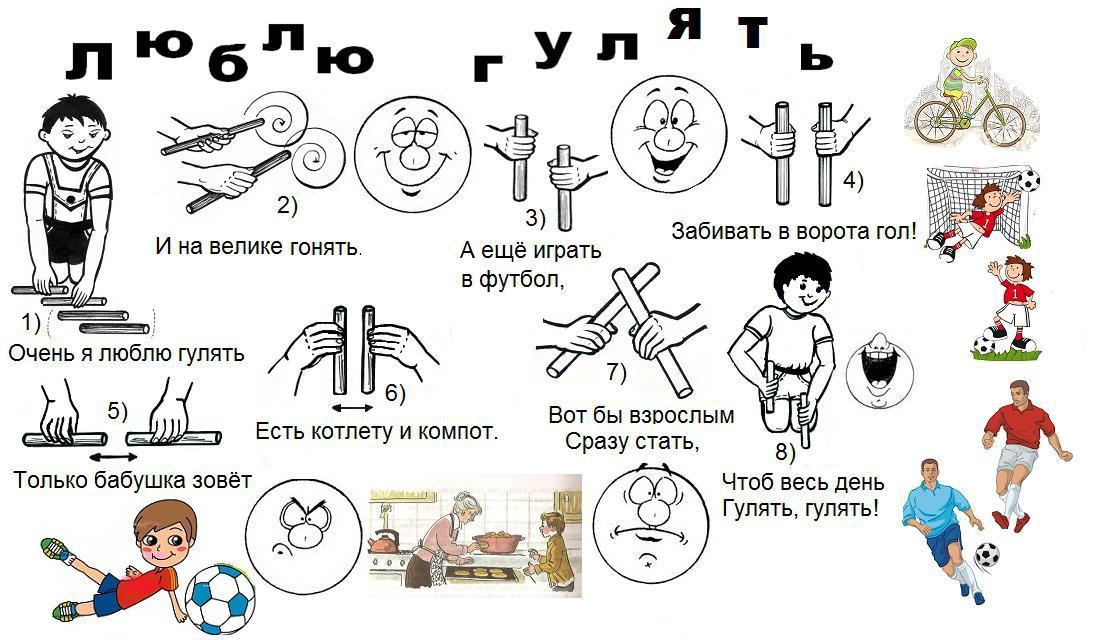 Люблю гулять
1)
Очень я люблю гулять
2)
И на велике гонять.
3)
А ещё играть
в футбол,
4)
Забивать в ворота гол!
5)
Только бабушка зовёт
6)
Есть котлету и компот.
7)
Вот бы взрослым
Сразу стать,
8)
Чтоб весь день
Гулять, гулять!
1
1